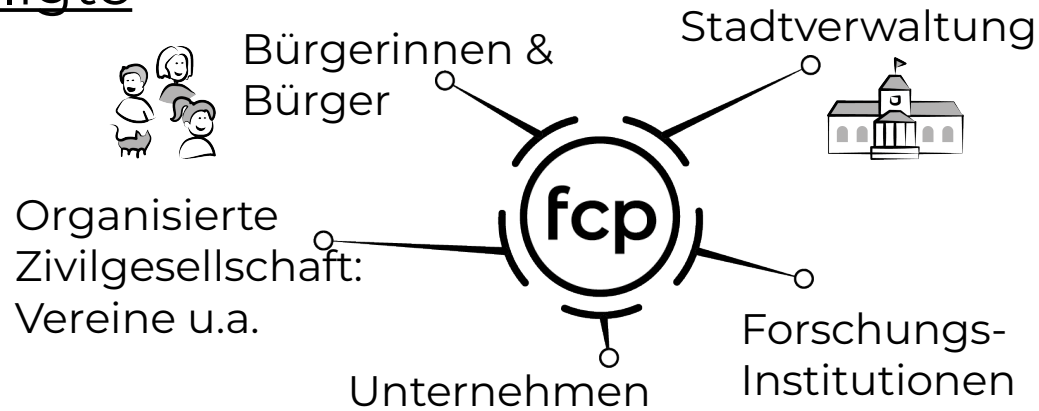 Bürgerinnen &
Bürger
Stadtverwaltung
fcp
Organisierte
Zivilgesellschaft:
Vereine u.a.
Forschungs-
Institutionen
Unternehmen